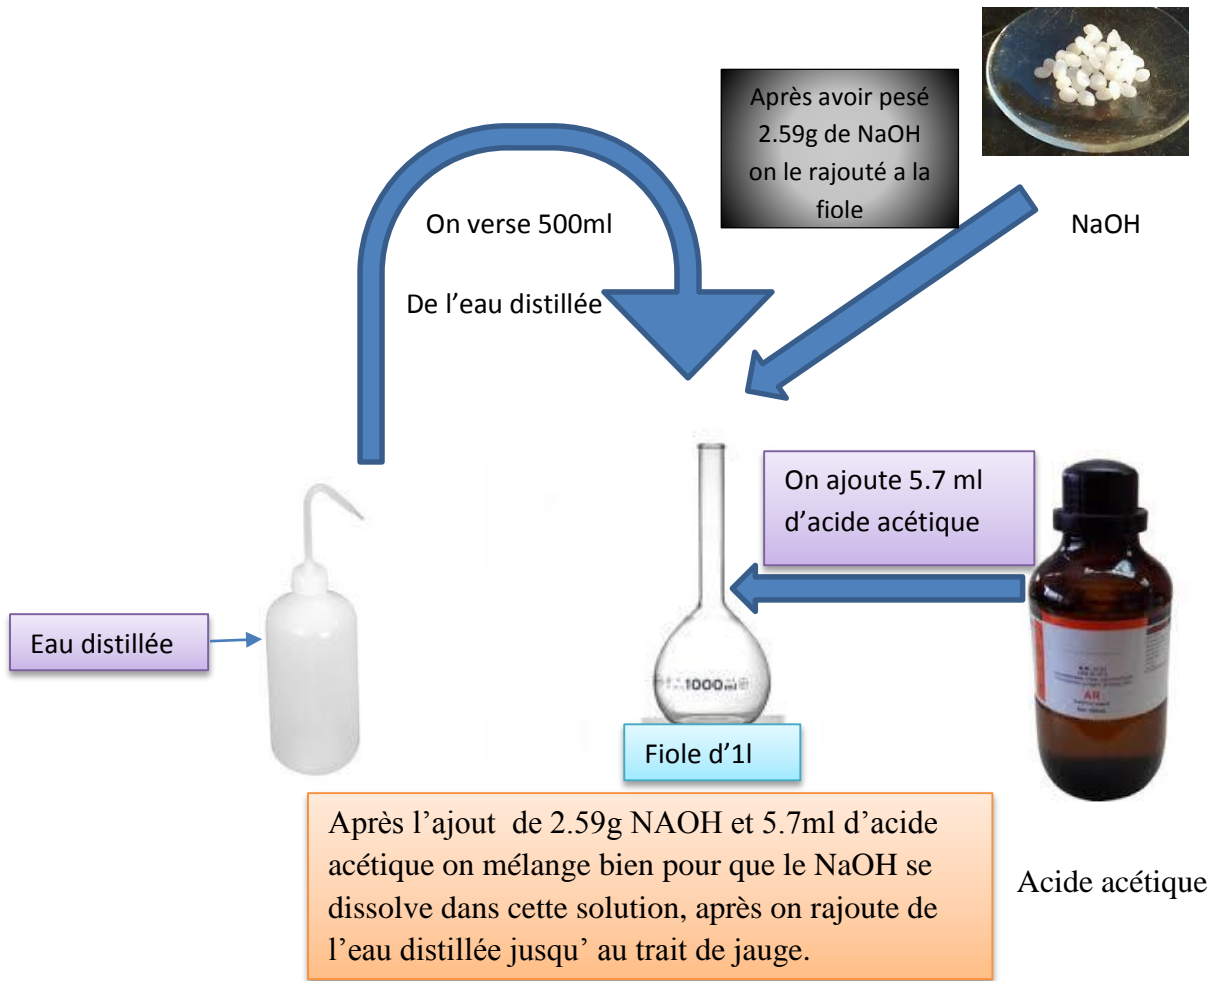 Après avoir pesé
2.59g de NaOH
on le rajouté a la
fiole
On verse 500ml
De l’eau distillée
NaOH
On ajoute 5.7 ml
d’acide acétique
Eau distillée
1000ml
AR
Fiole d’1l
Après l’ajout  de 2.59g NAOH et 5.7ml d’acide
acétique on mélange bien pour que le NaOH se
dissolve dans cette solution, après on rajoute de
l’eau distillée jusqu’ au trait de jauge.
Acide acétique